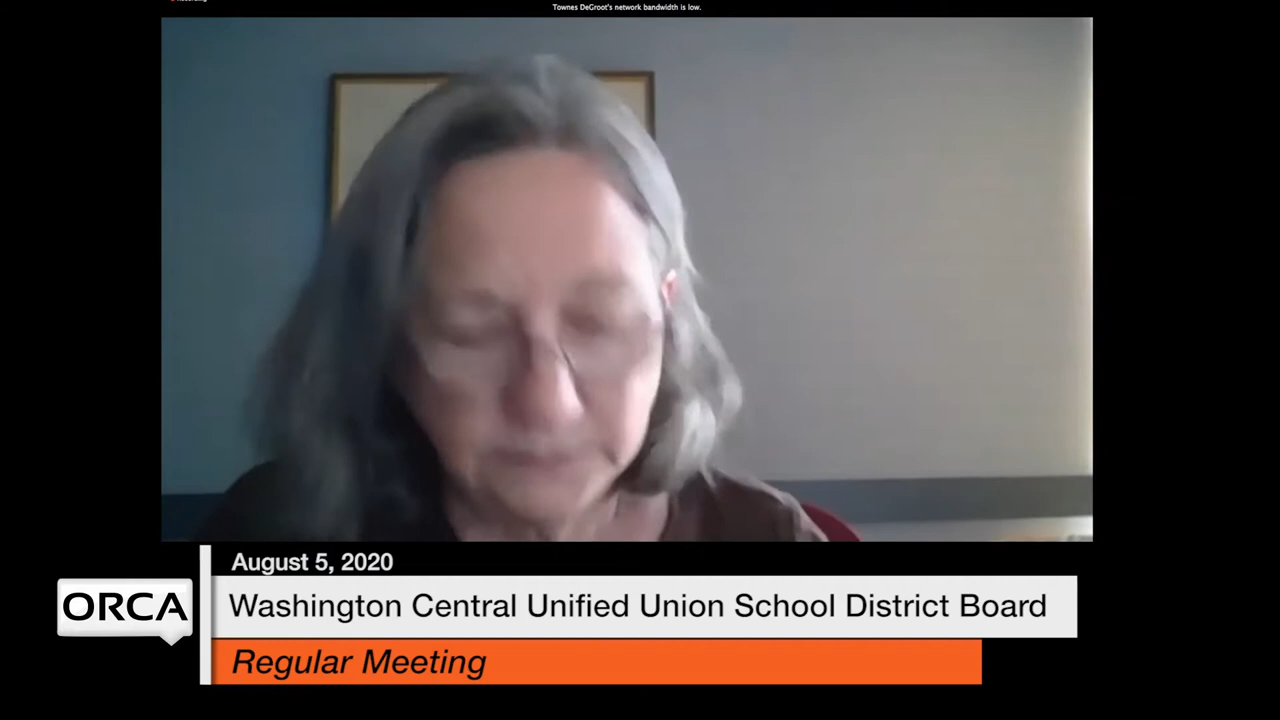 Recording
Townes DeGroot's network bandwidth is low.
August 5, 2020
ORCA
Washington Central Unified Union School District Board
Regular Meeting